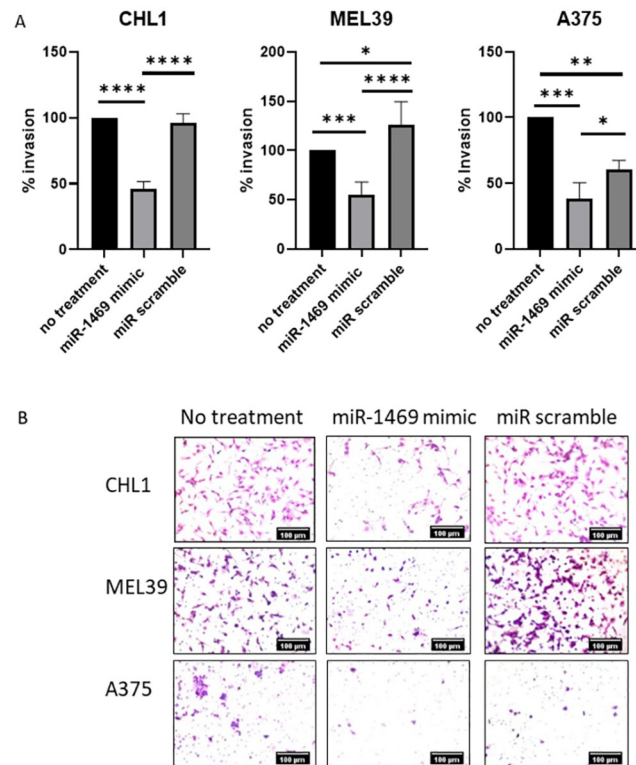 A
CHL1
MEL39
A375
% invasion
150
100
50
0
****
****
no treatment
miR-1469 mimic
miR scramble
% invasion
200
150
100
50
0
*
****
***
no treatment
miR-1469 mimic
miR scramble
% Invasion
150
100
50
0
**
***
*
no treatment
miR-1469 mimic
miR scramble
B
No treatment
miR-1469 mimic
miR scramble
CHL1
100 µm
100 µm
100 µm
MEL39
100 µm
100 µm
100 µm
A375
100 µm
100 µm
100 µm